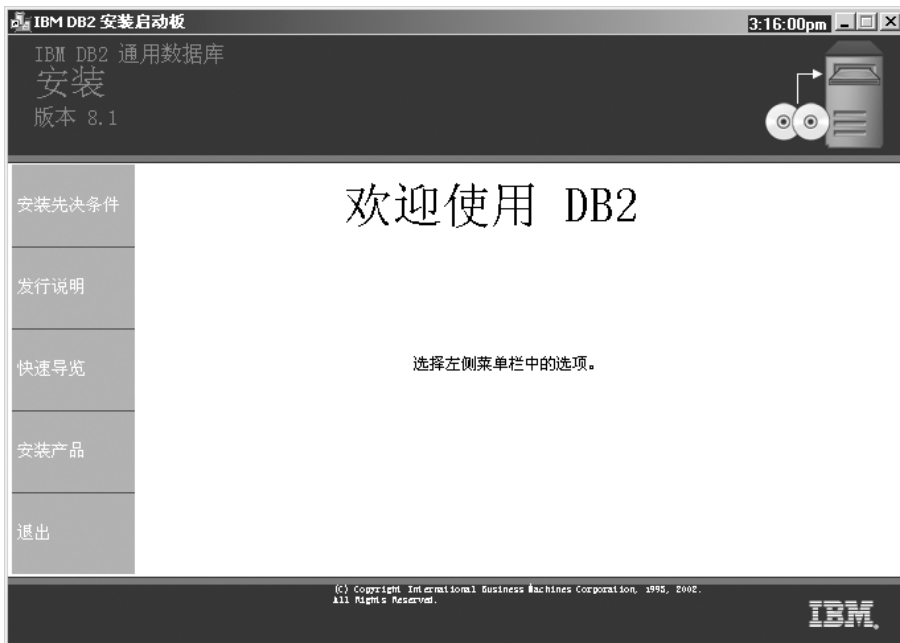 IBM DB2 安装启动板
3:16:00pm
IBM DB2 通用数据库
安装
版本 8.1
安装先决条件
发行说明
快速导览
安装产品
退出
欢迎使用 DB2
选择左侧菜单栏中的选项。
(C) Copyright International Business Machines Corporation, 1995, 2002.
All Rights Reserved.
IBM.